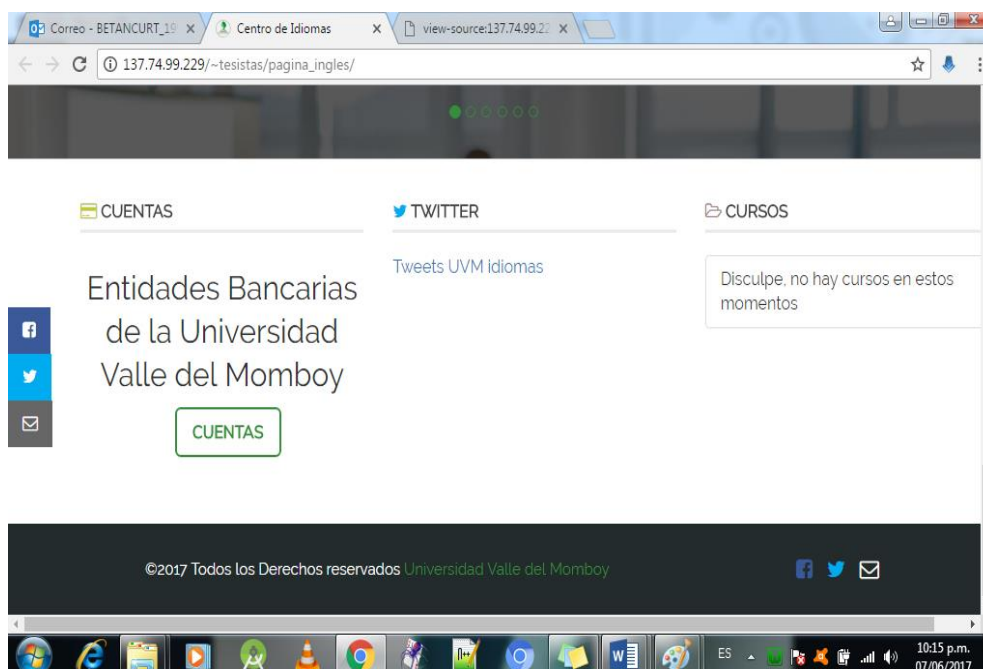 Correo - BETANCURT_19
Centro de Idiomas
view-source:137.74.99.22
137.74.99.229/~tesistas/pagina_ingles/
CUENTAS
TWITTER
CURSOS
Entidades Bancarias
de la Universidad
Valle del Momboy
CUENTAS
Tweets UVM idiomas
Disculpe, no hay cursos en estos
momentos
©2017 Todos los Derechos reservados Universidad Valle del Momboy
ES
10:15 p.m.
07/06/2017